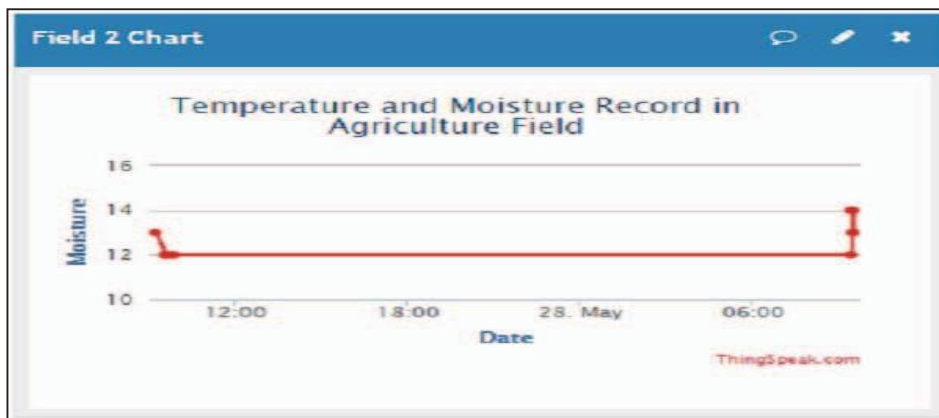 Field 2 Chart
Temperature and Moisture Record in
Agriculture Field
Moisture
16
14
12
10
12:00 18:00 28. May 06:00
Date
ThingSpeak.com